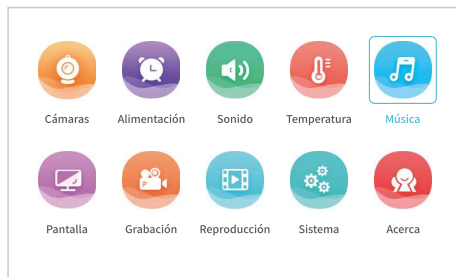 Cámaras Alimentación Sonido Temperatura Música
Pantalla Grabación Reproducción Sistema Acerca